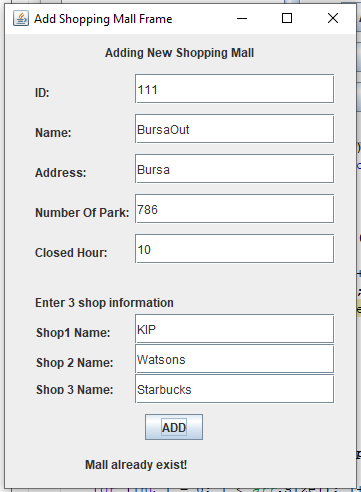 Add Shopping Mall Frame
Adding New Shopping Mall
ID: 111
Name: BursaOut
Address: Bursa
Number Of Park: 786
Closed Hour: 10
Enter 3 shop information
Shop1 Name: KIP
Shop 2 Name: Watsons
Shop 3 Name: Starbucks
ADD
Mall already exist!